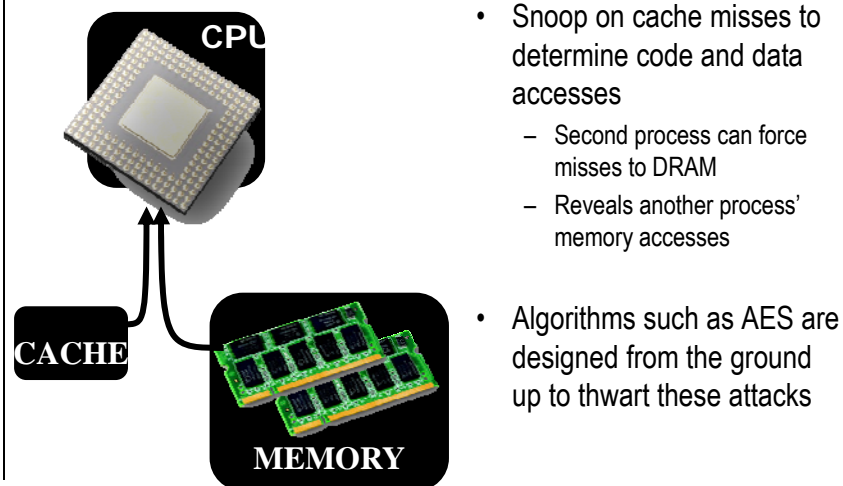 CPU
CACHE
MEMORY
• Snoop on cache misses to
determine code and data
accesses
– Second process can force
misses to DRAM
– Reveals another process’
memory accesses
• Algorithms such as AES are
designed from the ground
up to thwart these attacks